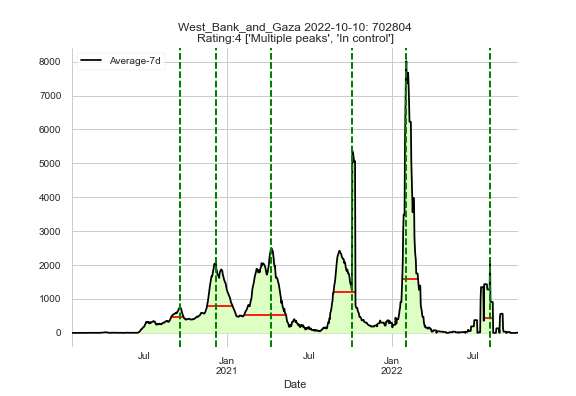 West_Bank_and_Gaza 2022-10-10: 702804
Rating:4 ['Multiple peaks', 'In control']
Average-7d
8000
7000
6000
5000
4000
3000
2000
1000
0
Jul
Jan
2021
Jul
Jan
2022
Jul
Date